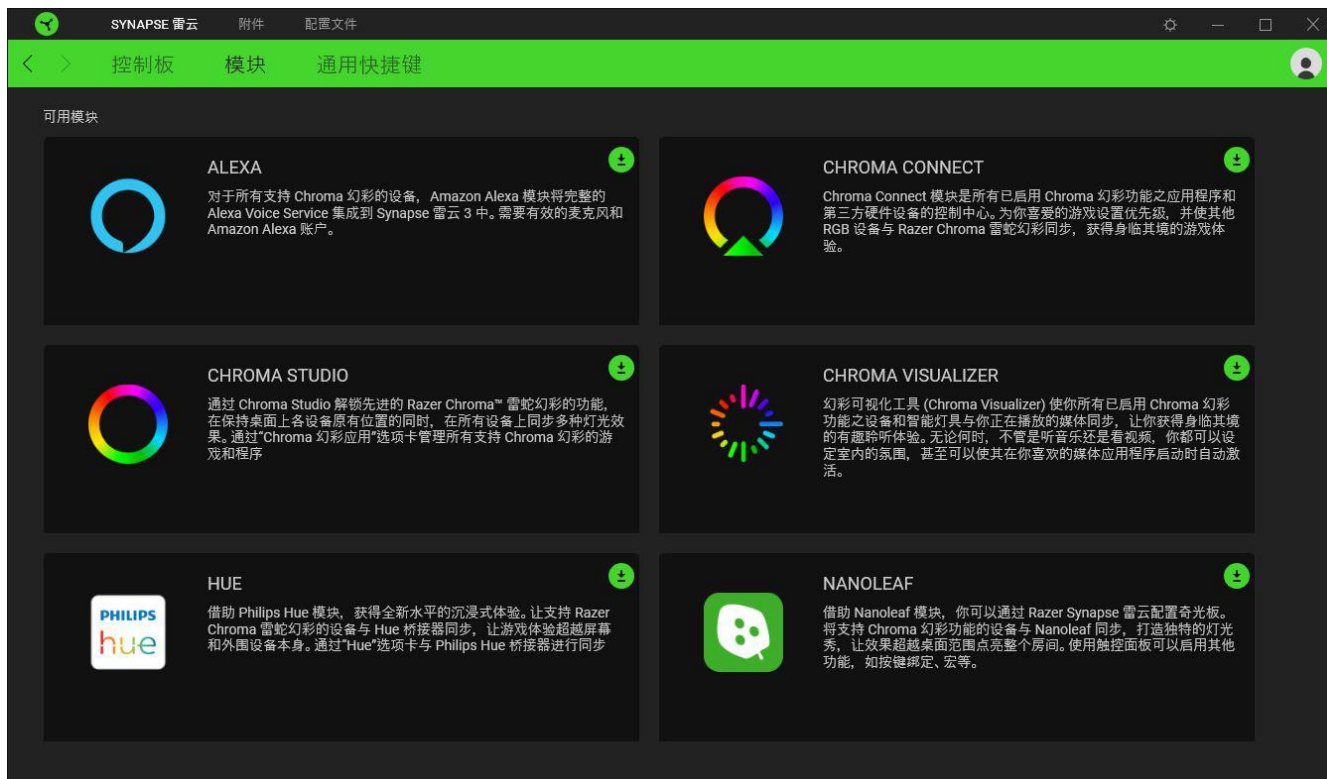 SYNAPSE 雷云 附件 配置文件
控制板 模块 通用快捷键
可用模块
ALEXA
对于所有支持 Chroma 幻彩的设备，Amazon Alexa 模块将完整的
Alexa Voice Service 集成到 Synapse 雷云 3 中。需要有效的麦克风和
Amazon Alexa 账户。
CHROMA CONNECT
Chroma Connect 模块是所有已启用 Chroma 幻彩功能之应用程序和
第三方硬件设备的控制中心。为你喜爱的游戏设置优先级，并使其他
RGB 设备与 Razer Chroma 雷蛇幻彩同步，获得身临其境的游戏体
验。
CHROMA STUDIO
通过 Chroma Studio 解锁先进的 Razer Chroma™ 雷蛇幻彩的功能，
在保持桌面上各设备原有位置的同时，在所有设备上同步多种灯光效
果。通过“Chroma 幻彩应用”选项卡管理所有支持 Chroma 幻彩的游
戏和程序
CHROMA VISUALIZER
幻彩可视化工具 (Chroma Visualizer) 使你所有已启用 Chroma 幻彩
功能之设备和智能灯具与你正在播放的媒体同步，让你获得身临其境
的有趣聆听体验。无论何时，不管是听音乐还是看视频，你都可以设
定室内的氛围，甚至可以使其在你喜欢的媒体应用程序启动时自动激
活。
PHILIPS
hue
HUE
借助 Philips Hue 模块，获得全新水平的沉浸式体验。让支持 Razer
Chroma 雷蛇幻彩的设备与 Hue 桥接器同步，让游戏体验超越屏幕
和外围设备本身。通过“Hue”选项卡与 Philips Hue 桥接器进行同步
NANOLEAF
借助 Nanoleaf 模块，你可以通过 Razer Synapse 雷云配置奇光板。
将支持 Chroma 幻彩功能的设备与 Nanoleaf 同步，打造独特的灯光
秀，让效果超越桌面范围点亮整个房间。使用触控面板可以启用其他
功能，如按键绑定、宏等。